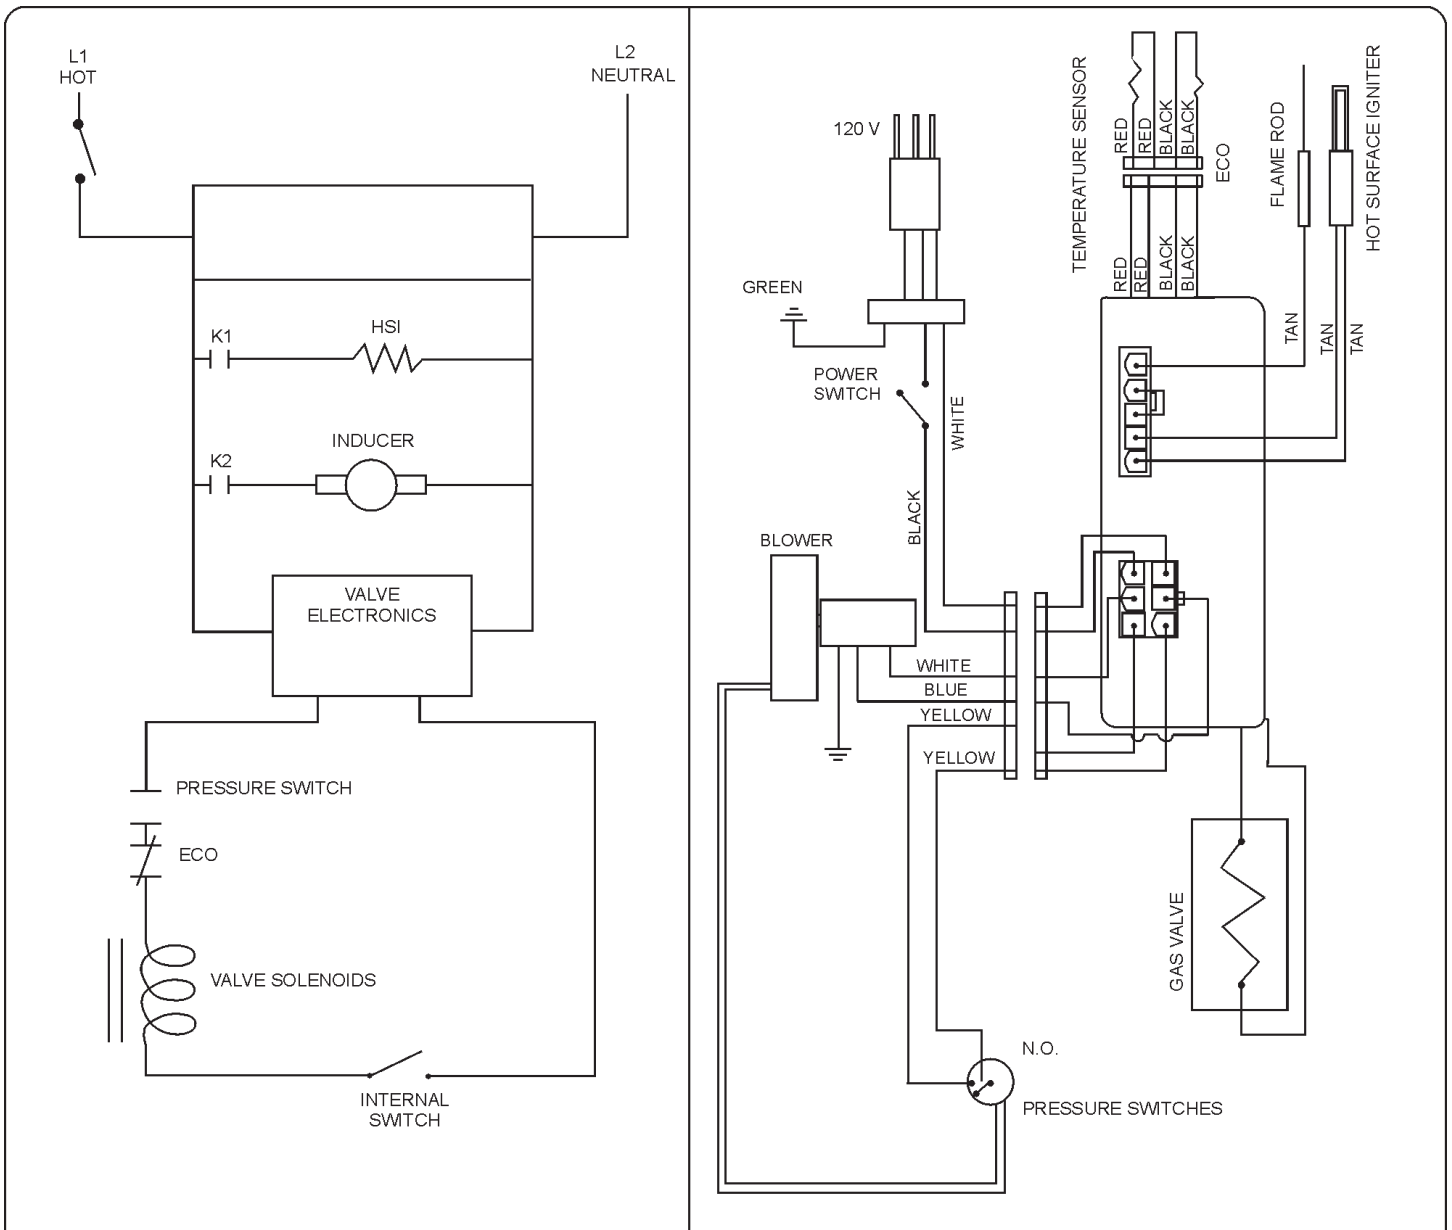 L1
HOT
L2
NEUTRAL
K1
HSI
K2
INDUCER
VALVE
ELECTRONICS
PRESSURE SWITCH
ECO
VALVE SOLENOIDS
INTERNAL
SWITCH
120 V
GREEN
POWER
SWITCH
WHITE
BLACK
BLOWER
WHITE
BLUE
YELLOW
YELLOW
TEMPERATURE SENSOR
RED
RED
BLACK
BLACK
ECO
RED
RED
BLACK
BLACK
FLAME ROD
HOT SURFACE IGNITER
TAN
TAN
TAN
GAS VALVE
N.O.
PRESSURE SWITCHES